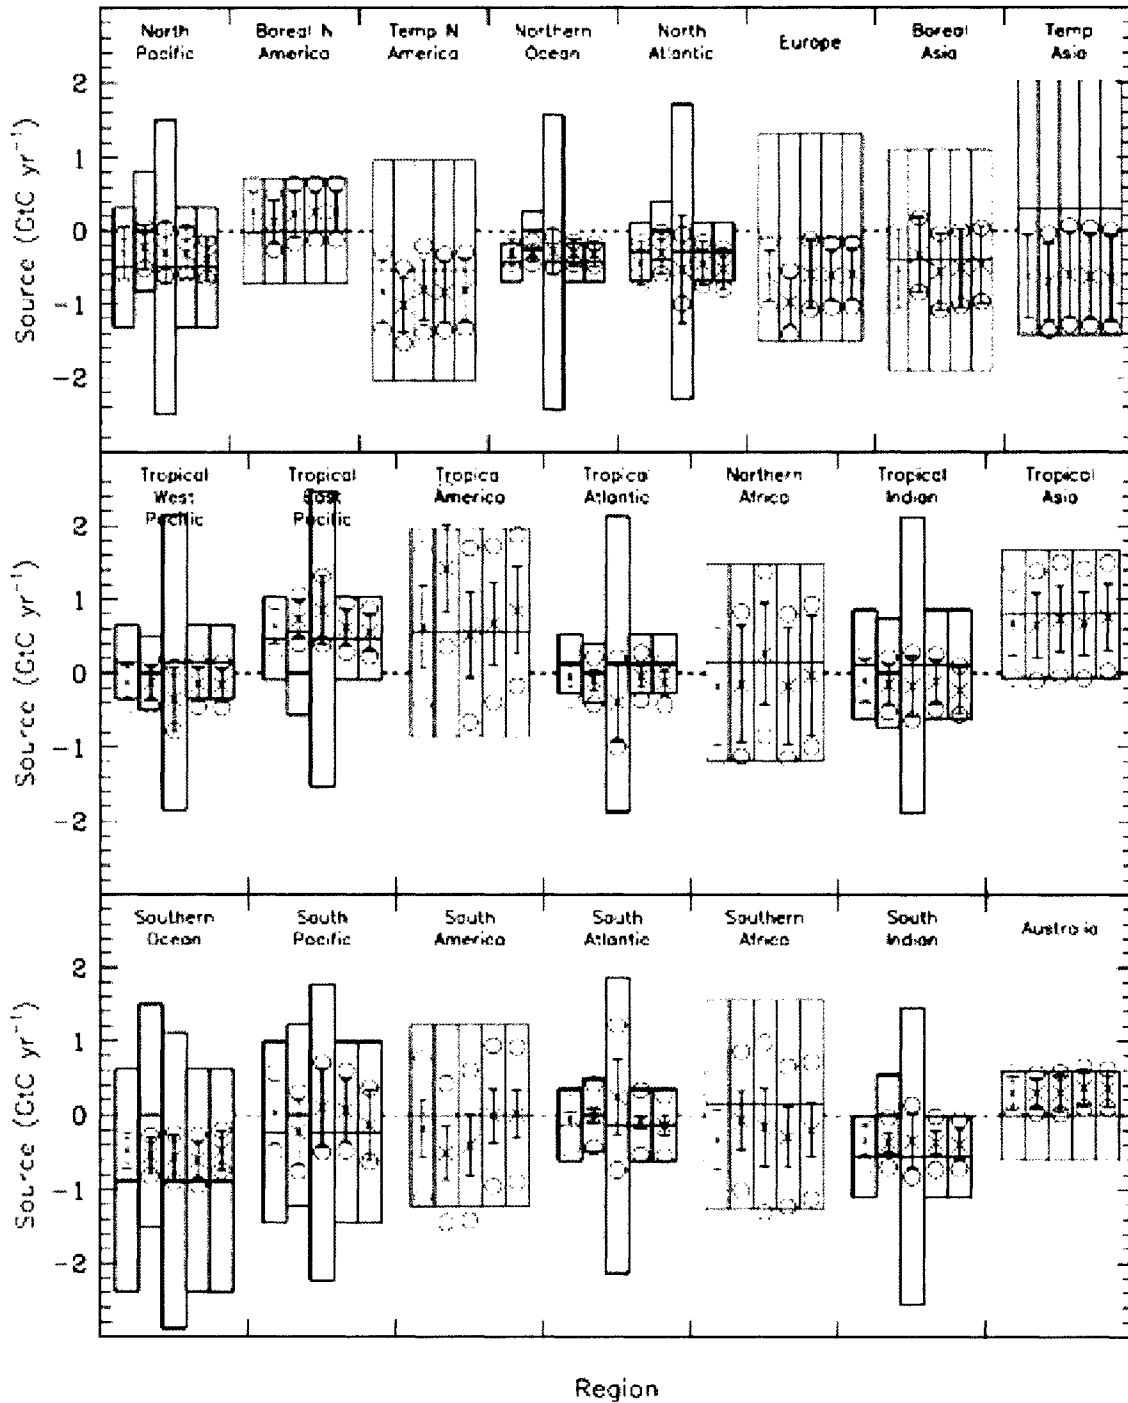 North Pacific
Boreal N America
Temp N America
Northern Ocean
North Atlantic
Europe
Boreal Asia
Temp Asia
Source (GtC yr⁻¹)
2
1
0
−1
−2
Tropical West Pacific
Tropical East Pacific
Tropica America
Tropical Atlantic
Northern Africa
Tropical Indian
Tropical Asia
Source (GtC yr⁻¹)
2
1
0
−1
−2
Southern Ocean
South Pacific
South America
South Atlantic
Southern Africa
South Indian
Australia
Source (GtC yr⁻¹)
2
1
0
−1
−2
Region